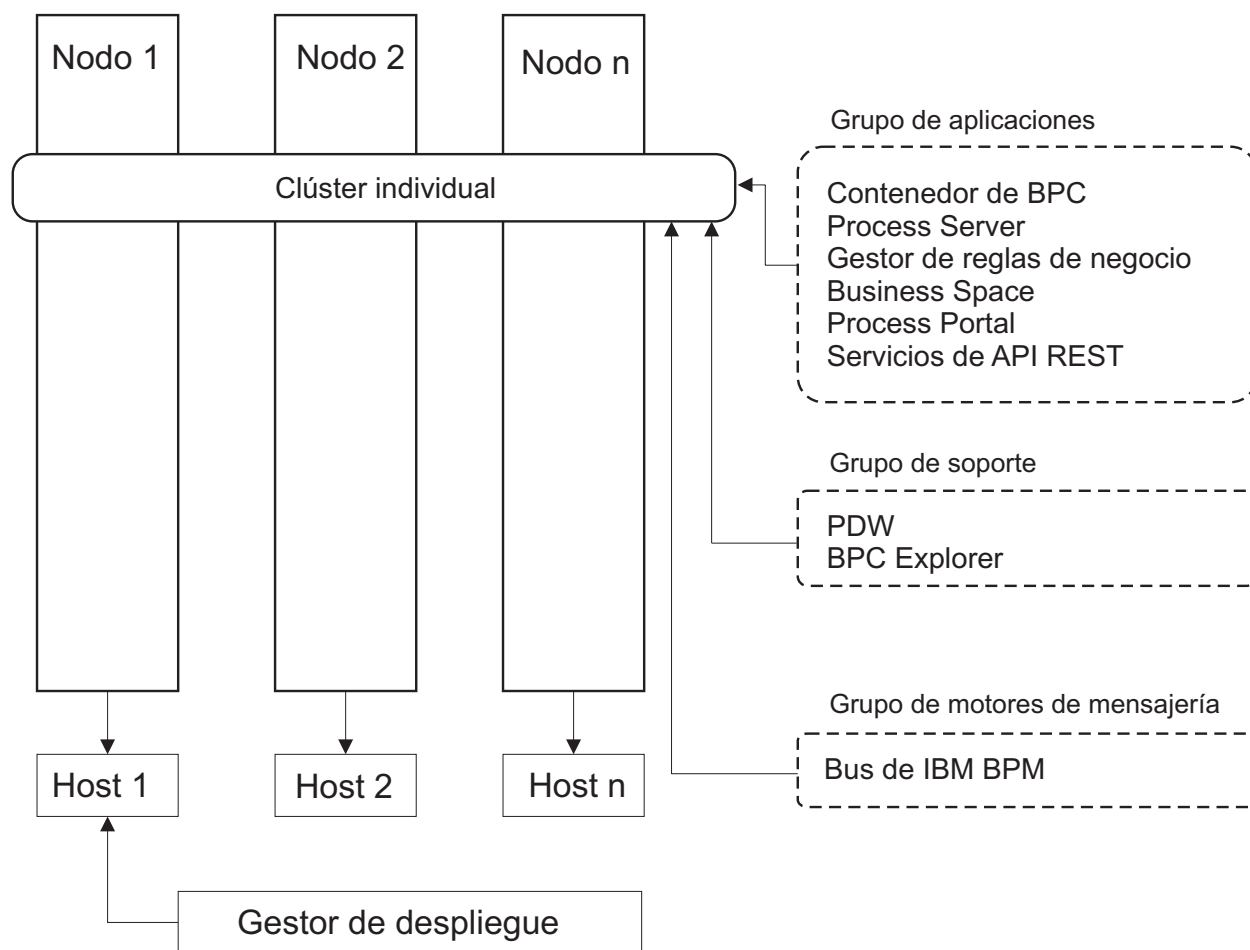 Nodo 1
Nodo 2
Nodo n
Grupo de aplicaciones
Clúster individual
Contenedor de BPC
Process Server
Gestor de reglas de negocio
Business Space
Process Portal
Servicios de API REST
Grupo de soporte
PDW
BPC Explorer
Grupo de motores de mensajería
Bus de IBM BPM
Host 1
Host 2
Host n
Gestor de despliegue